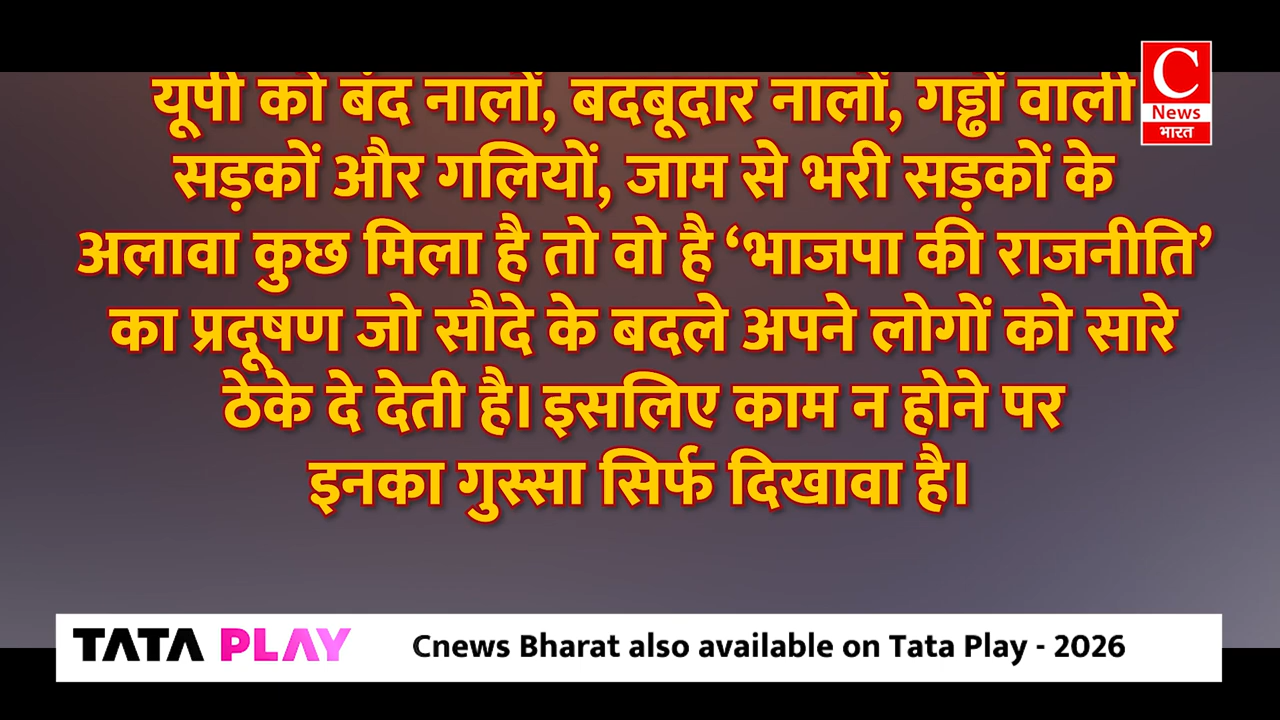 C
News
भारत
यूपी को बंद नालों, बदबूदार नालों, गड्ढों वाली
सड़कों और गलियों, जाम से भरी सड़कों के
अलावा कुछ मिला है तो वो है ‘भाजपा की राजनीति’
का प्रदूषण जो सौदे के बदले अपने लोगों को सारे
ठेके दे देती है। इसलिए काम न होने पर
इनका गुस्सा सिर्फ दिखावा है।
TATA PLAY
Cnews Bharat also available on Tata Play - 2026